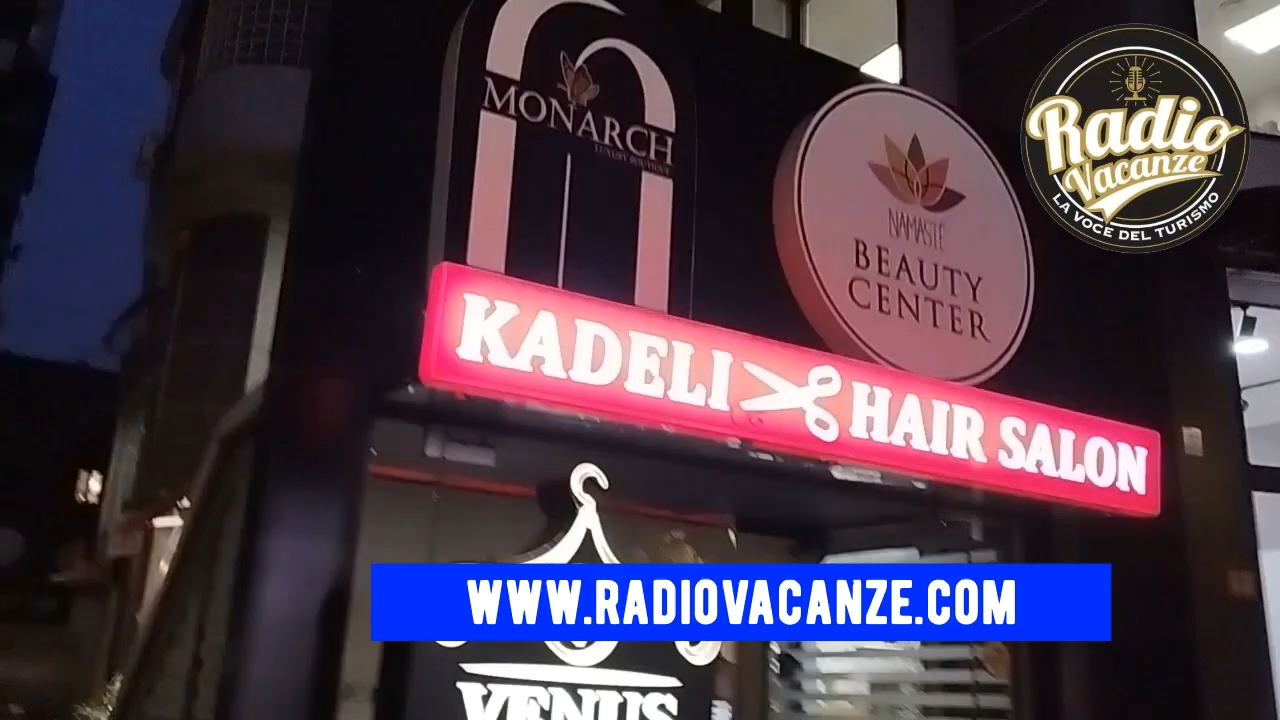 MONARCH
LUXURY BOUTIQUE
NAMASTE
BEAUTY
CENTER
Radio
Vacanze
LA VOCE DEL TURISMO
KADELI HAIR SALON
WWW.RADIOVACANZE.COM
VENUS